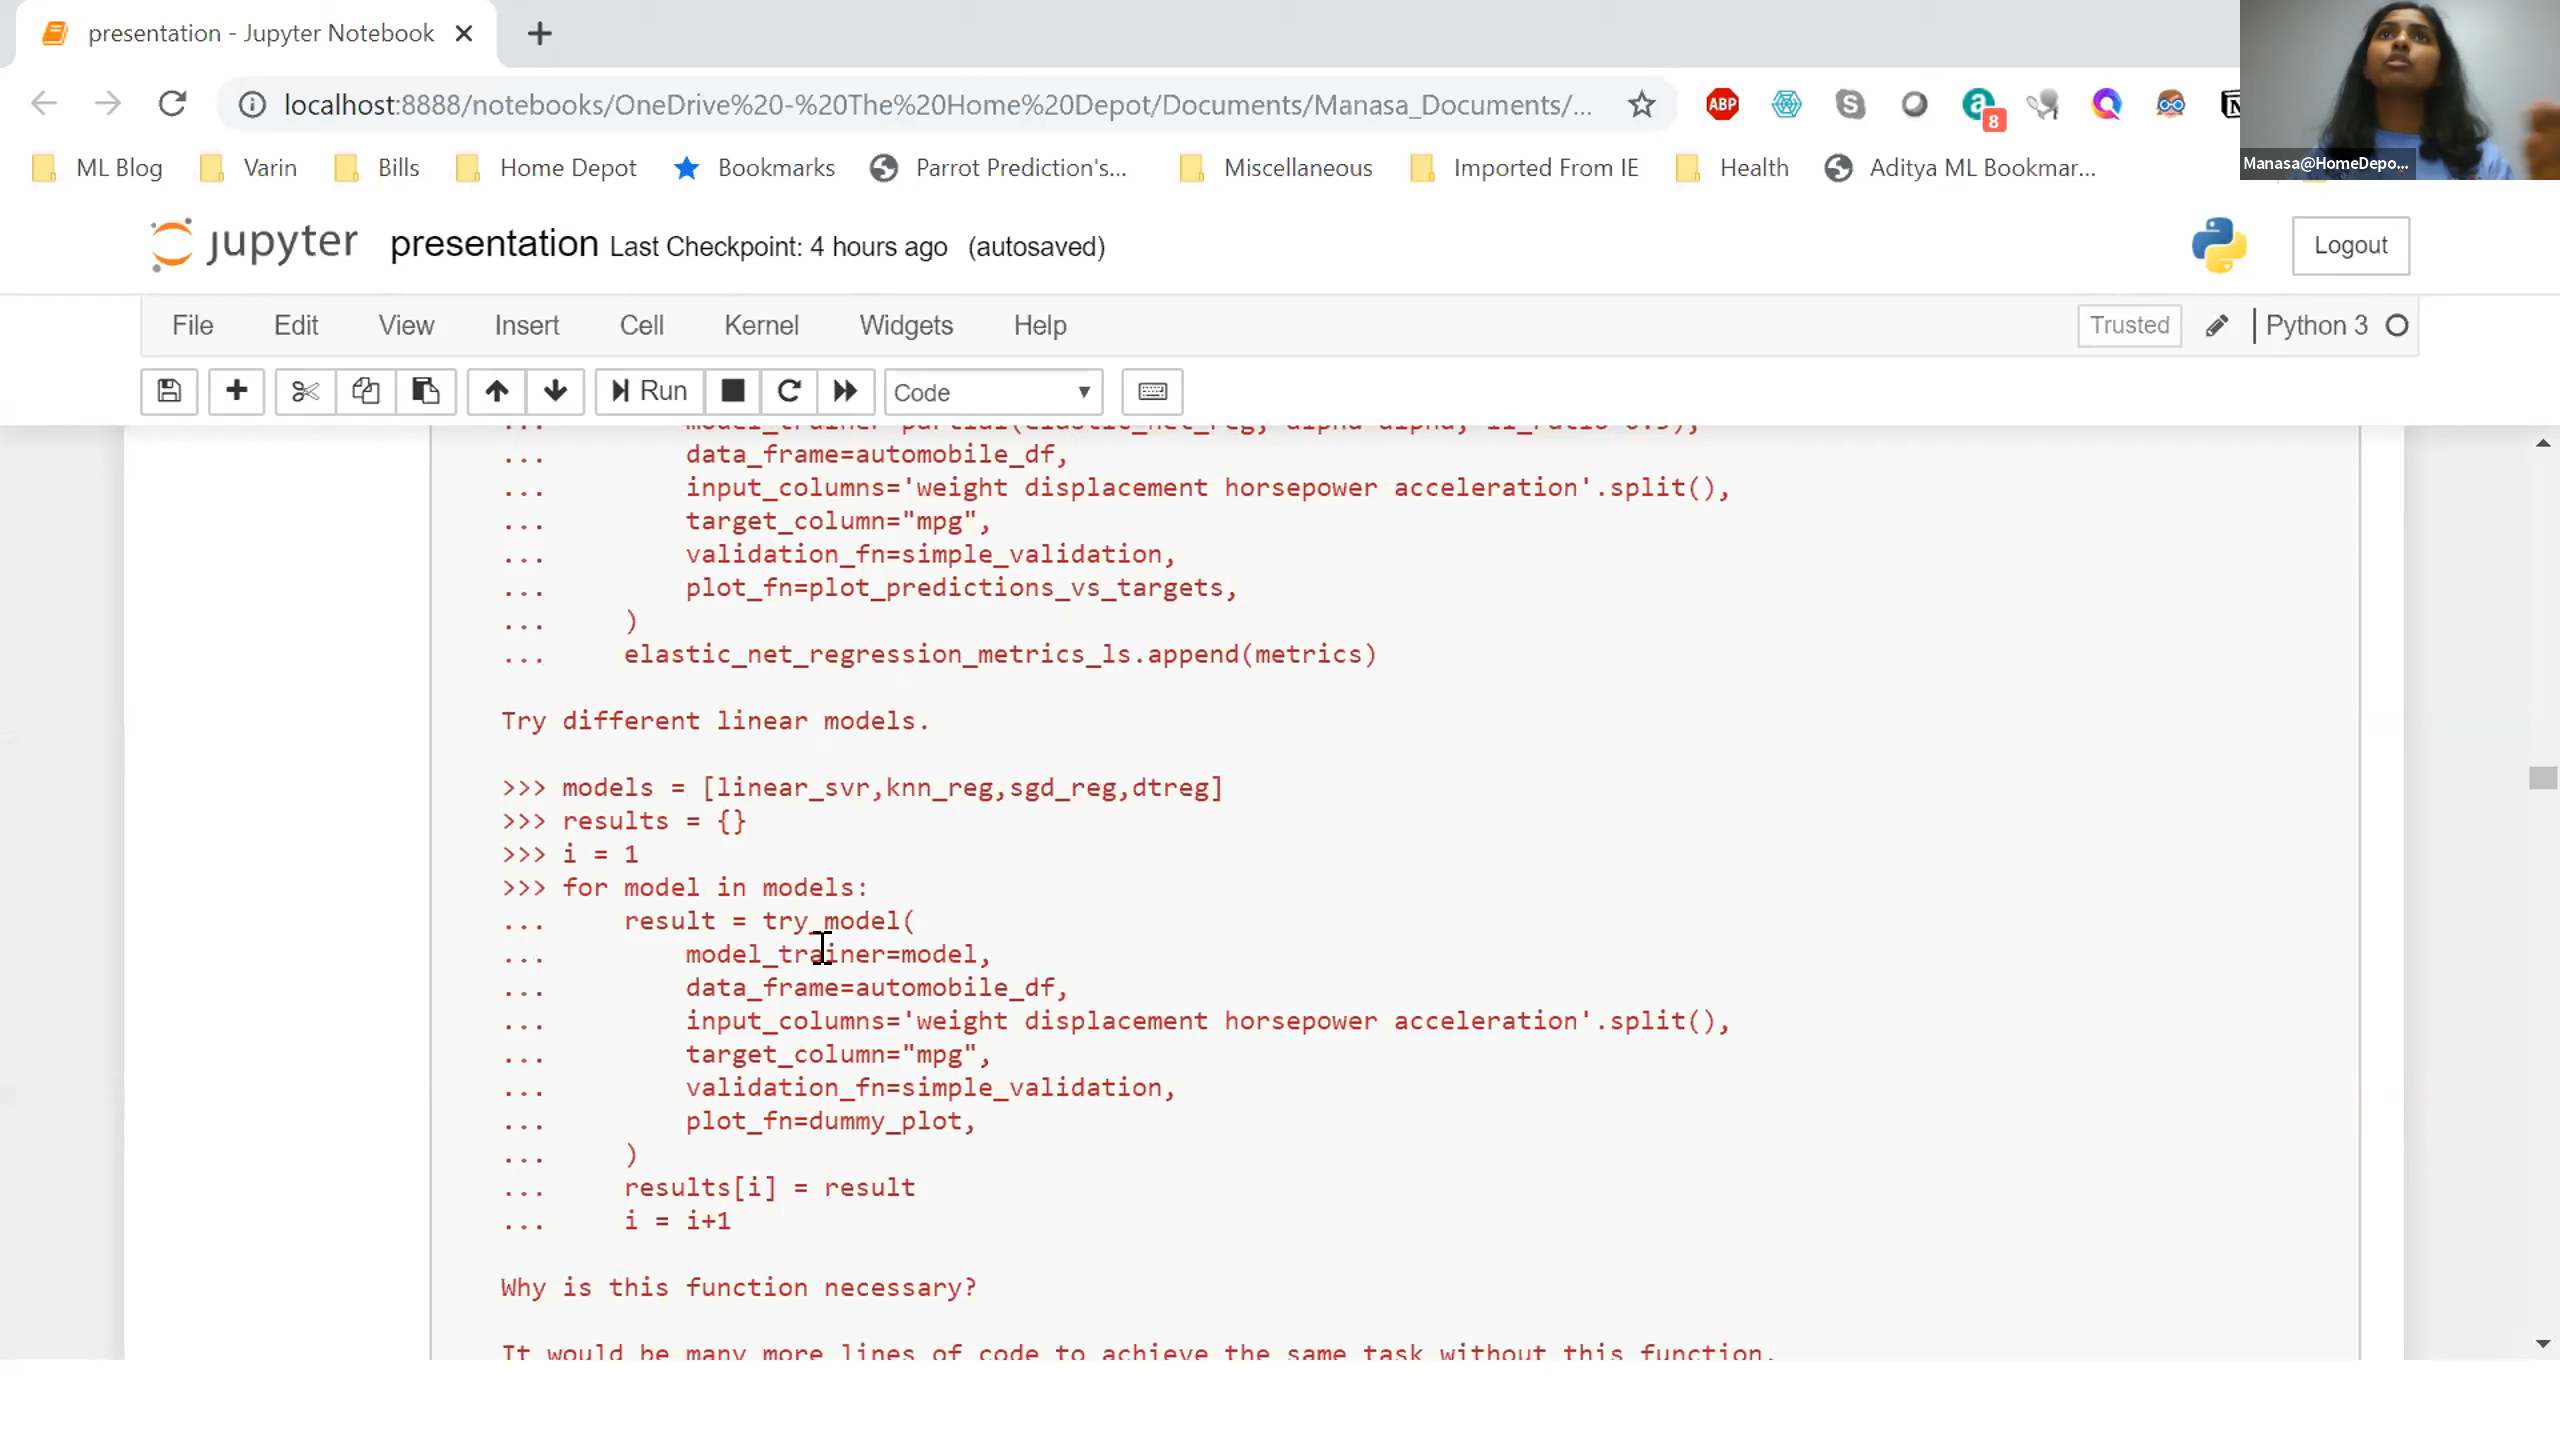 presentation - Jupyter Notebook
localhost:8888/notebooks/OneDrive%20-%20The%20Home%20Depot/Documents/Manasa_Documents/...
ABP
8
Manasa@HomeDepo...
ML Blog Varin Bills Home Depot Bookmarks Parrot Prediction's... Miscellaneous Imported From IE Health Aditya ML Bookmar...
jupyter presentation Last Checkpoint: 4 hours ago (autosaved) Logout
File Edit View Insert Cell Kernel Widgets Help Trusted Python 3
Run Code
... data_frame=automobile_df,
... input_columns='weight displacement horsepower acceleration'.split(),
... target_column="mpg",
... validation_fn=simple_validation,
... plot_fn=plot_predictions_vs_targets,
... )
... elastic_net_regression_metrics_ls.append(metrics)
Try different linear models.
>>> models = [linear_svr,knn_reg,sgd_reg,dtreg]
>>> results = {}
>>> i = 1
>>> for model in models:
... result = try_model(
... model_trainer=model,
... data_frame=automobile_df,
... input_columns='weight displacement horsepower acceleration'.split(),
... target_column="mpg",
... validation_fn=simple_validation,
... plot_fn=dummy_plot,
... )
... results[i] = result
... i = i+1
Why is this function necessary?
It would be many more lines of code to achieve the same task without this function.